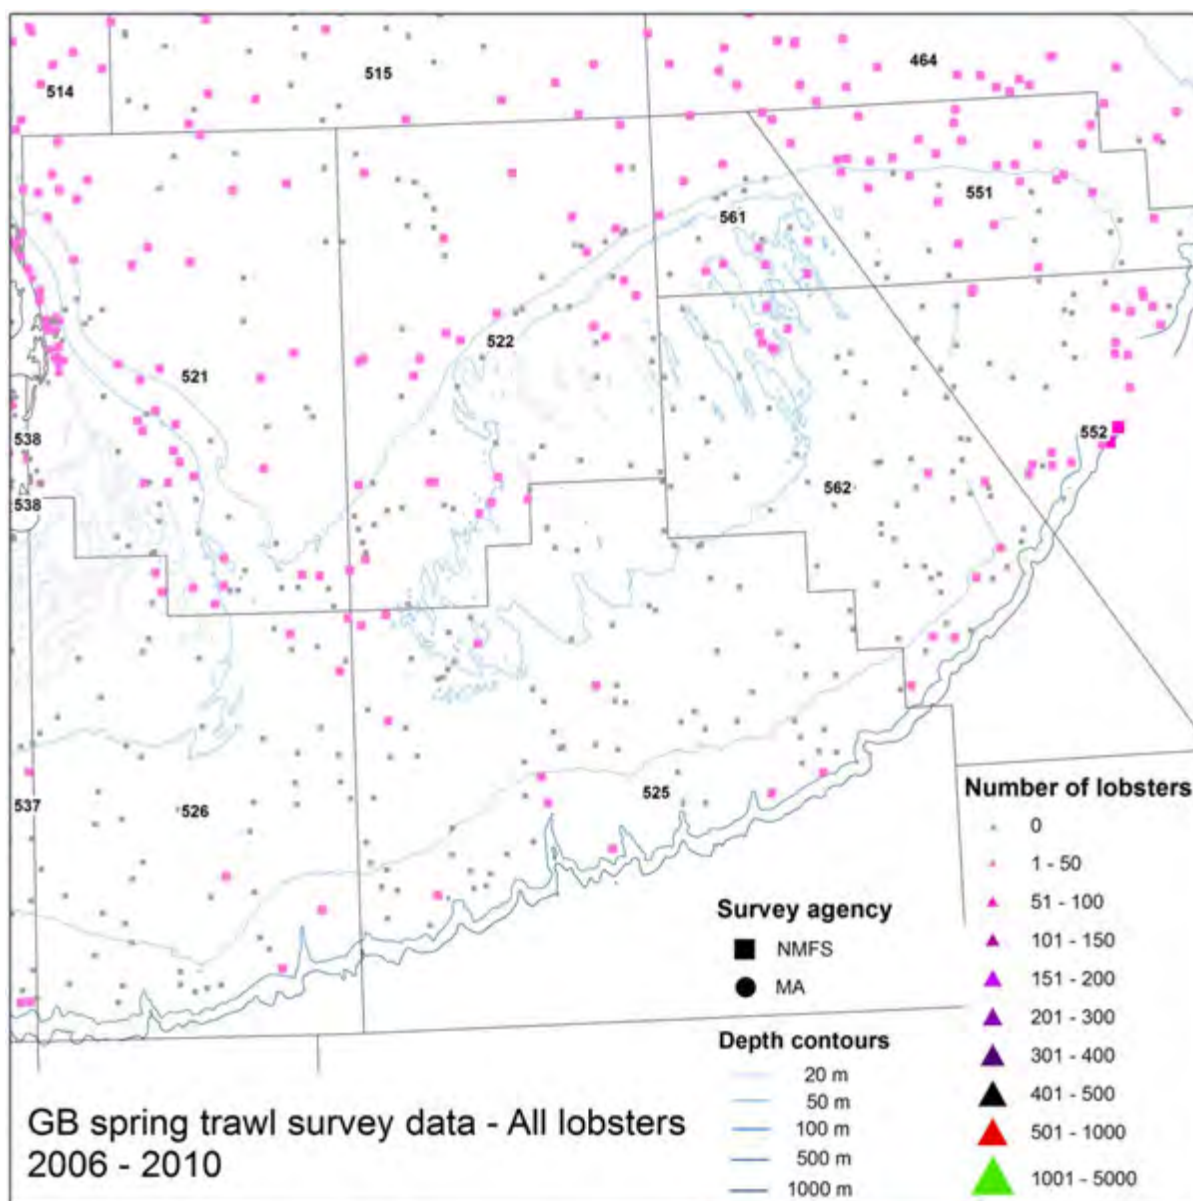 514
515
464
551
561
521
522
538
538
552
562
537
526
525
Number of lobsters
0
1 - 50
51 - 100
101 - 150
151 - 200
201 - 300
301 - 400
401 - 500
501 - 1000
1001 - 5000
Survey agency
NMFS
MA
Depth contours
20 m
50 m
100 m
500 m
1000 m
GB spring trawl survey data - All lobsters
2006 - 2010